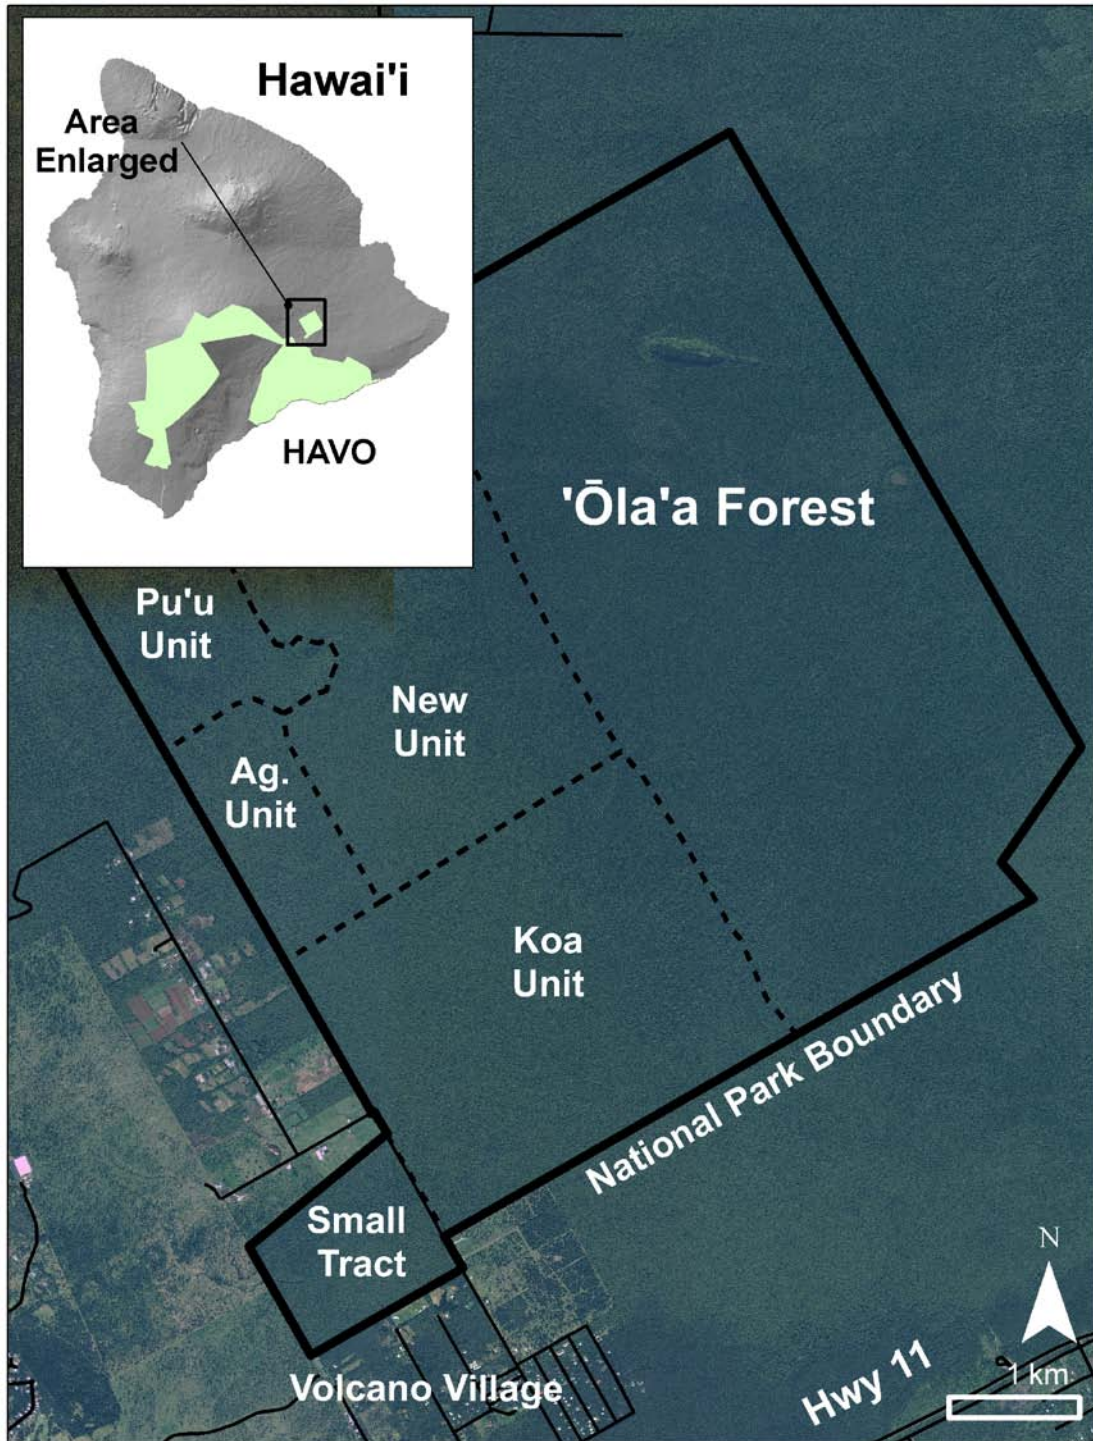 Hawai'i
Area
Enlarged
HAVO
'Ōla'a Forest
Pu'u
Unit
New
Unit
Ag.
Unit
Koa
Unit
National Park Boundary
Small
Tract
Volcano Village
Hwy 11
N
1 km